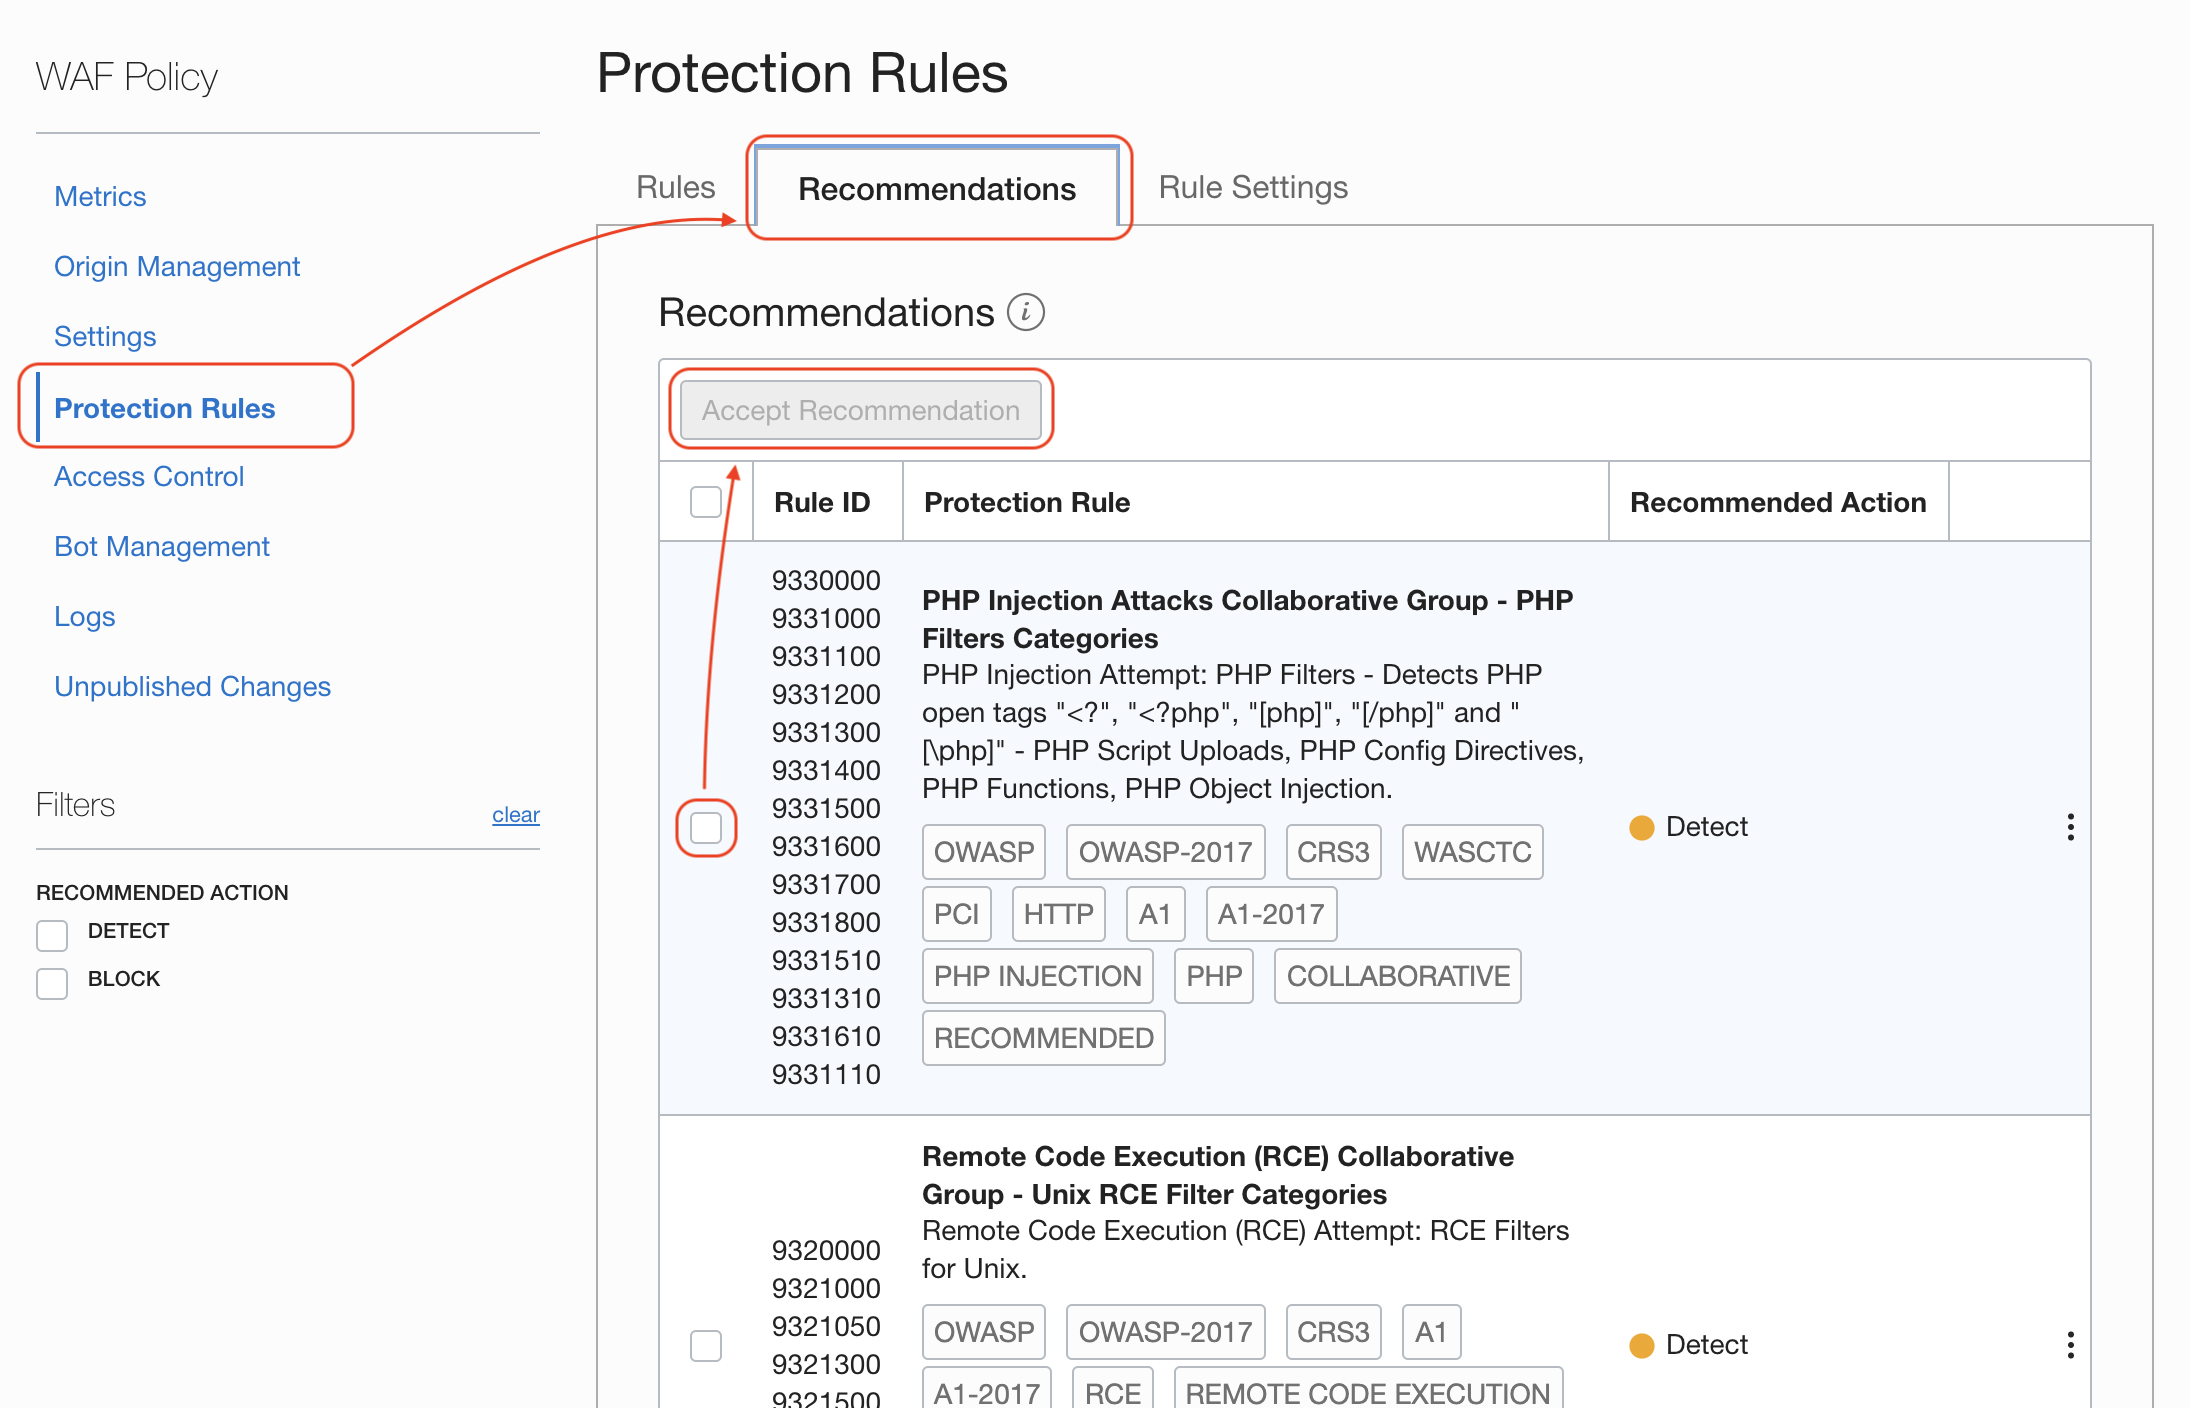 WAF Policy
Metrics
Origin Management
Settings
Protection Rules
Access Control
Bot Management
Logs
Unpublished Changes
Filters
clear
RECOMMENDED ACTION
DETECT
BLOCK
Protection Rules
Rules
Recommendations
Rule Settings
Recommendations i
Accept Recommendation
Rule ID
Protection Rule
Recommended Action
9330000
9331000
9331100
9331200
9331300
9331400
9331500
9331600
9331700
9331800
9331510
9331310
9331610
9331110
PHP Injection Attacks Collaborative Group - PHP
Filters Categories
PHP Injection Attempt: PHP Filters - Detects PHP
open tags "<?", "<?php", "[php]", "[/php]" and "
[\php]" - PHP Script Uploads, PHP Config Directives,
PHP Functions, PHP Object Injection.
OWASP OWASP-2017 CRS3 WASCTC
PCI HTTP A1 A1-2017
PHP INJECTION PHP COLLABORATIVE
RECOMMENDED
Detect
9320000
9321000
9321050
9321300
9321500
Remote Code Execution (RCE) Collaborative
Group - Unix RCE Filter Categories
Remote Code Execution (RCE) Attempt: RCE Filters
for Unix.
OWASP OWASP-2017 CRS3 A1
A1-2017 RCE REMOTE CODE EXECUTION
Detect